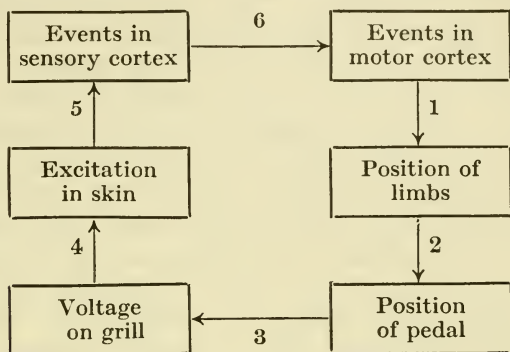 Events in
sensory cortex
6
Events in
motor cortex
5
1
Excitation
in skin
Position of
limbs
4
2
Voltage
on grill
3
Position
of pedal